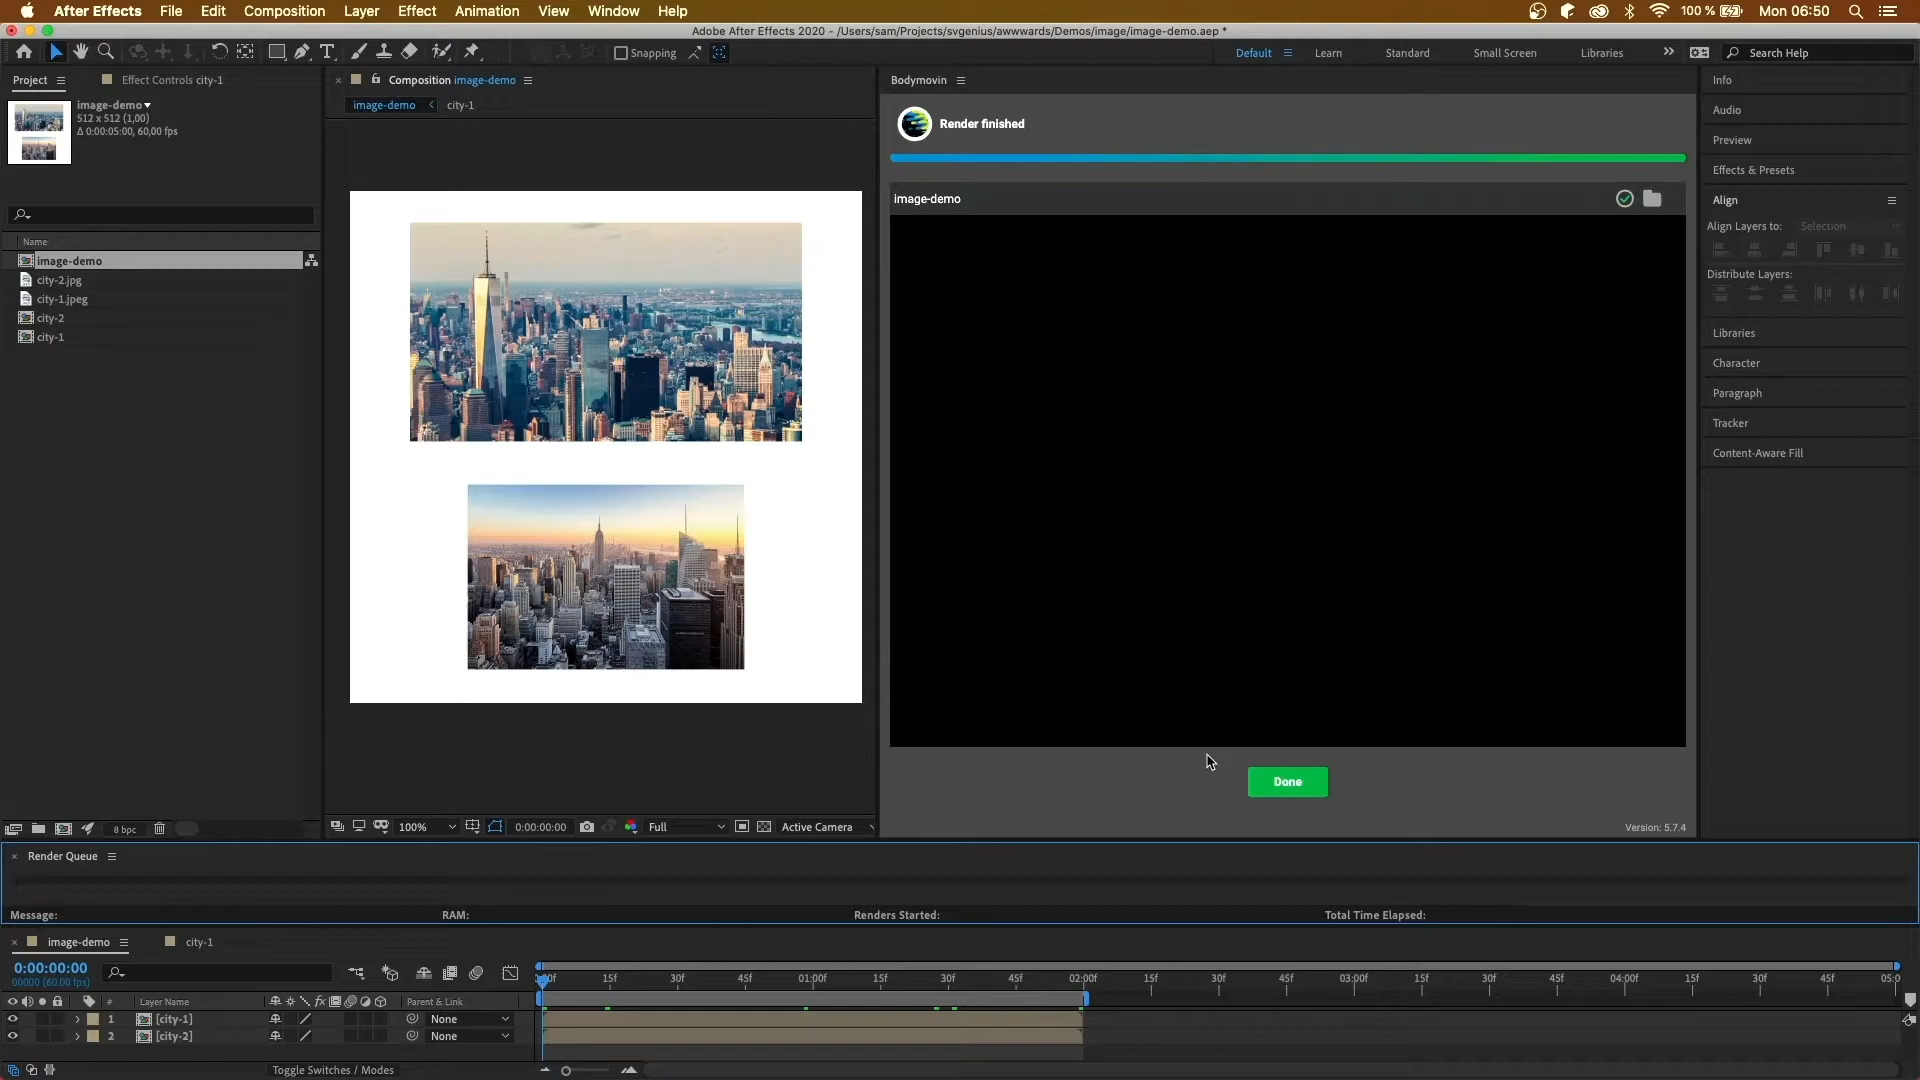 After Effects File Edit Composition Layer Effect Animation View Window Help 100 % Mon 06:50
Adobe After Effects 2020 - /Users/sam/Projects/svgenius/awwwards/Demos/image/image-demo.aep *
Snapping Default Learn Standard Small Screen Libraries Search Help
Project Effect Controls city-1
image-demo
512 x 512 (1,00)
Δ 0:00:05:00, 60,00 fps
Name
image-demo
city-2.jpg
city-1.jpeg
city-2
city-1
8 bpc
Composition image-demo
image-demo city-1
100% 0:00:00:00 Full Active Camera
Bodymovin
Render finished
image-demo
Done
Version: 5.7.4
Info
Audio
Preview
Effects & Presets
Align
Align Layers to: Selection
Distribute Layers:
Libraries
Character
Paragraph
Tracker
Content-Aware Fill
Render Queue
Message: RAM: Renders Started: Total Time Elapsed:
image-demo city-1
0:00:00:00
00000 (60.00 fps)
15f 30f 45f 01:00f 15f 30f 45f 02:00f 15f 30f 45f 03:00f 15f 30f 45f 04:00f 15f 30f 45f
# Layer Name Parent & Link
1 [city-1] None
2 [city-2] None
Toggle Switches / Modes